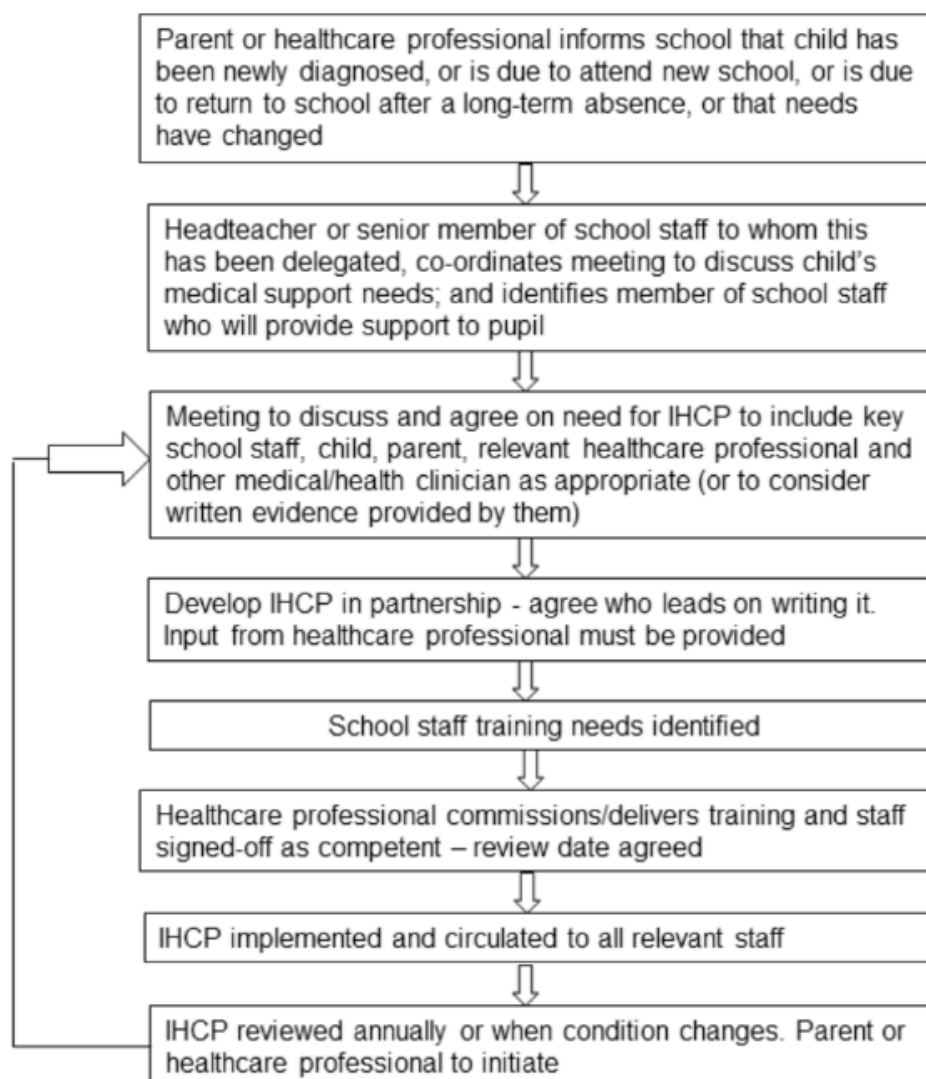 Parent or healthcare professional informs school that child has
been newly diagnosed, or is due to attend new school, or is due
to return to school after a long-term absence, or that needs
have changed
Headteacher or senior member of school staff to whom this
has been delegated, co-ordinates meeting to discuss child's
medical support needs; and identifies member of school staff
who will provide support to pupil
Meeting to discuss and agree on need for IHCP to include key
school staff, child, parent, relevant healthcare professional and
other medical/health clinician as appropriate (or to consider
written evidence provided by them)
Develop IHCP in partnership - agree who leads on writing it.
Input from healthcare professional must be provided
School staff training needs identified
Healthcare professional commissions/delivers training and staff
signed-off as competent – review date agreed
IHCP implemented and circulated to all relevant staff
IHCP reviewed annually or when condition changes. Parent or
healthcare professional to initiate